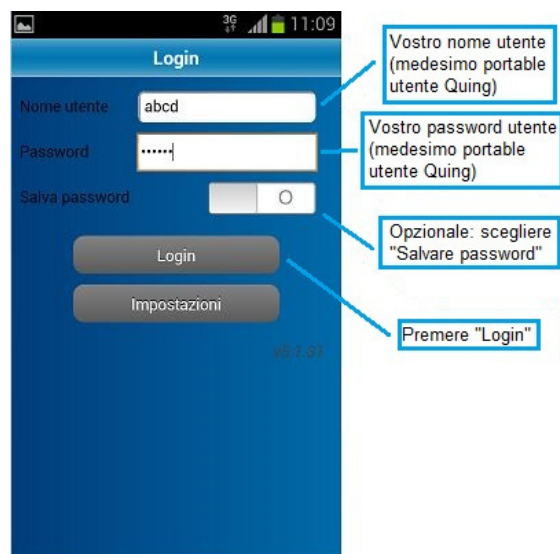 3G 11:09
Login
Nome utente
abcd
Password
••••••
Salva password
O
Login
Impostazioni
v5.1.31
Vostro nome utente
(medesimo portable
utente Quing)
Vostro password utente
(medesimo portable
utente Quing)
Opzionale: scegliere
"Salvare password"
Premere "Login"